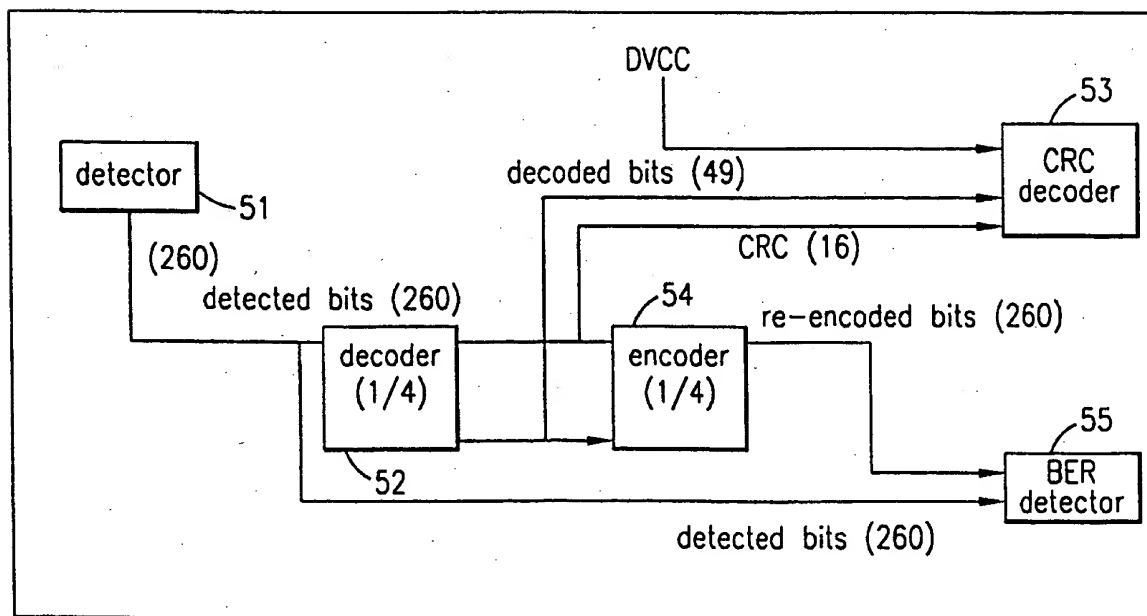 DVCC
53
CRC
decoder
detector
51
decoded bits (49)
(260)
CRC (16)
detected bits (260)
54
re-encoded bits (260)
decoder
(1/4)
encoder
(1/4)
52
55
BER
detector
detected bits (260)